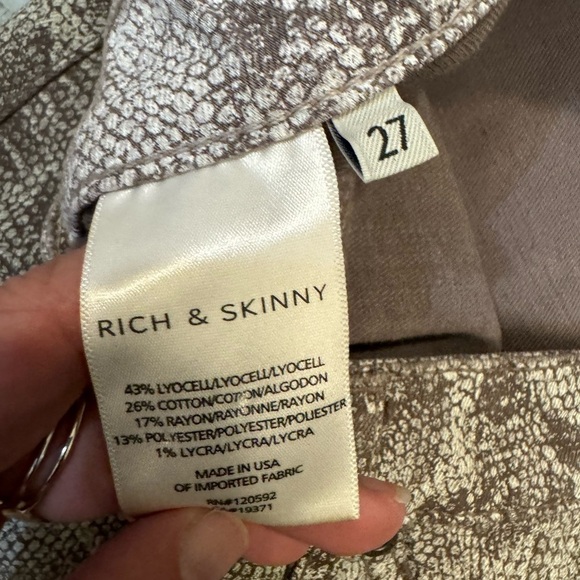 27
RICH & SKINNY
43% LYOCELL/LYOCELL/LYOCELL
26% COTTON/COTON/ALGODON
17% RAYON/RAYONNE/RAYON
13% POLYESTER/POLYESTER/POLIESTER
1% LYCRA/LYCRA/LYCRA
MADE IN USA
OF IMPORTED FABRIC
RN#120592
#19371